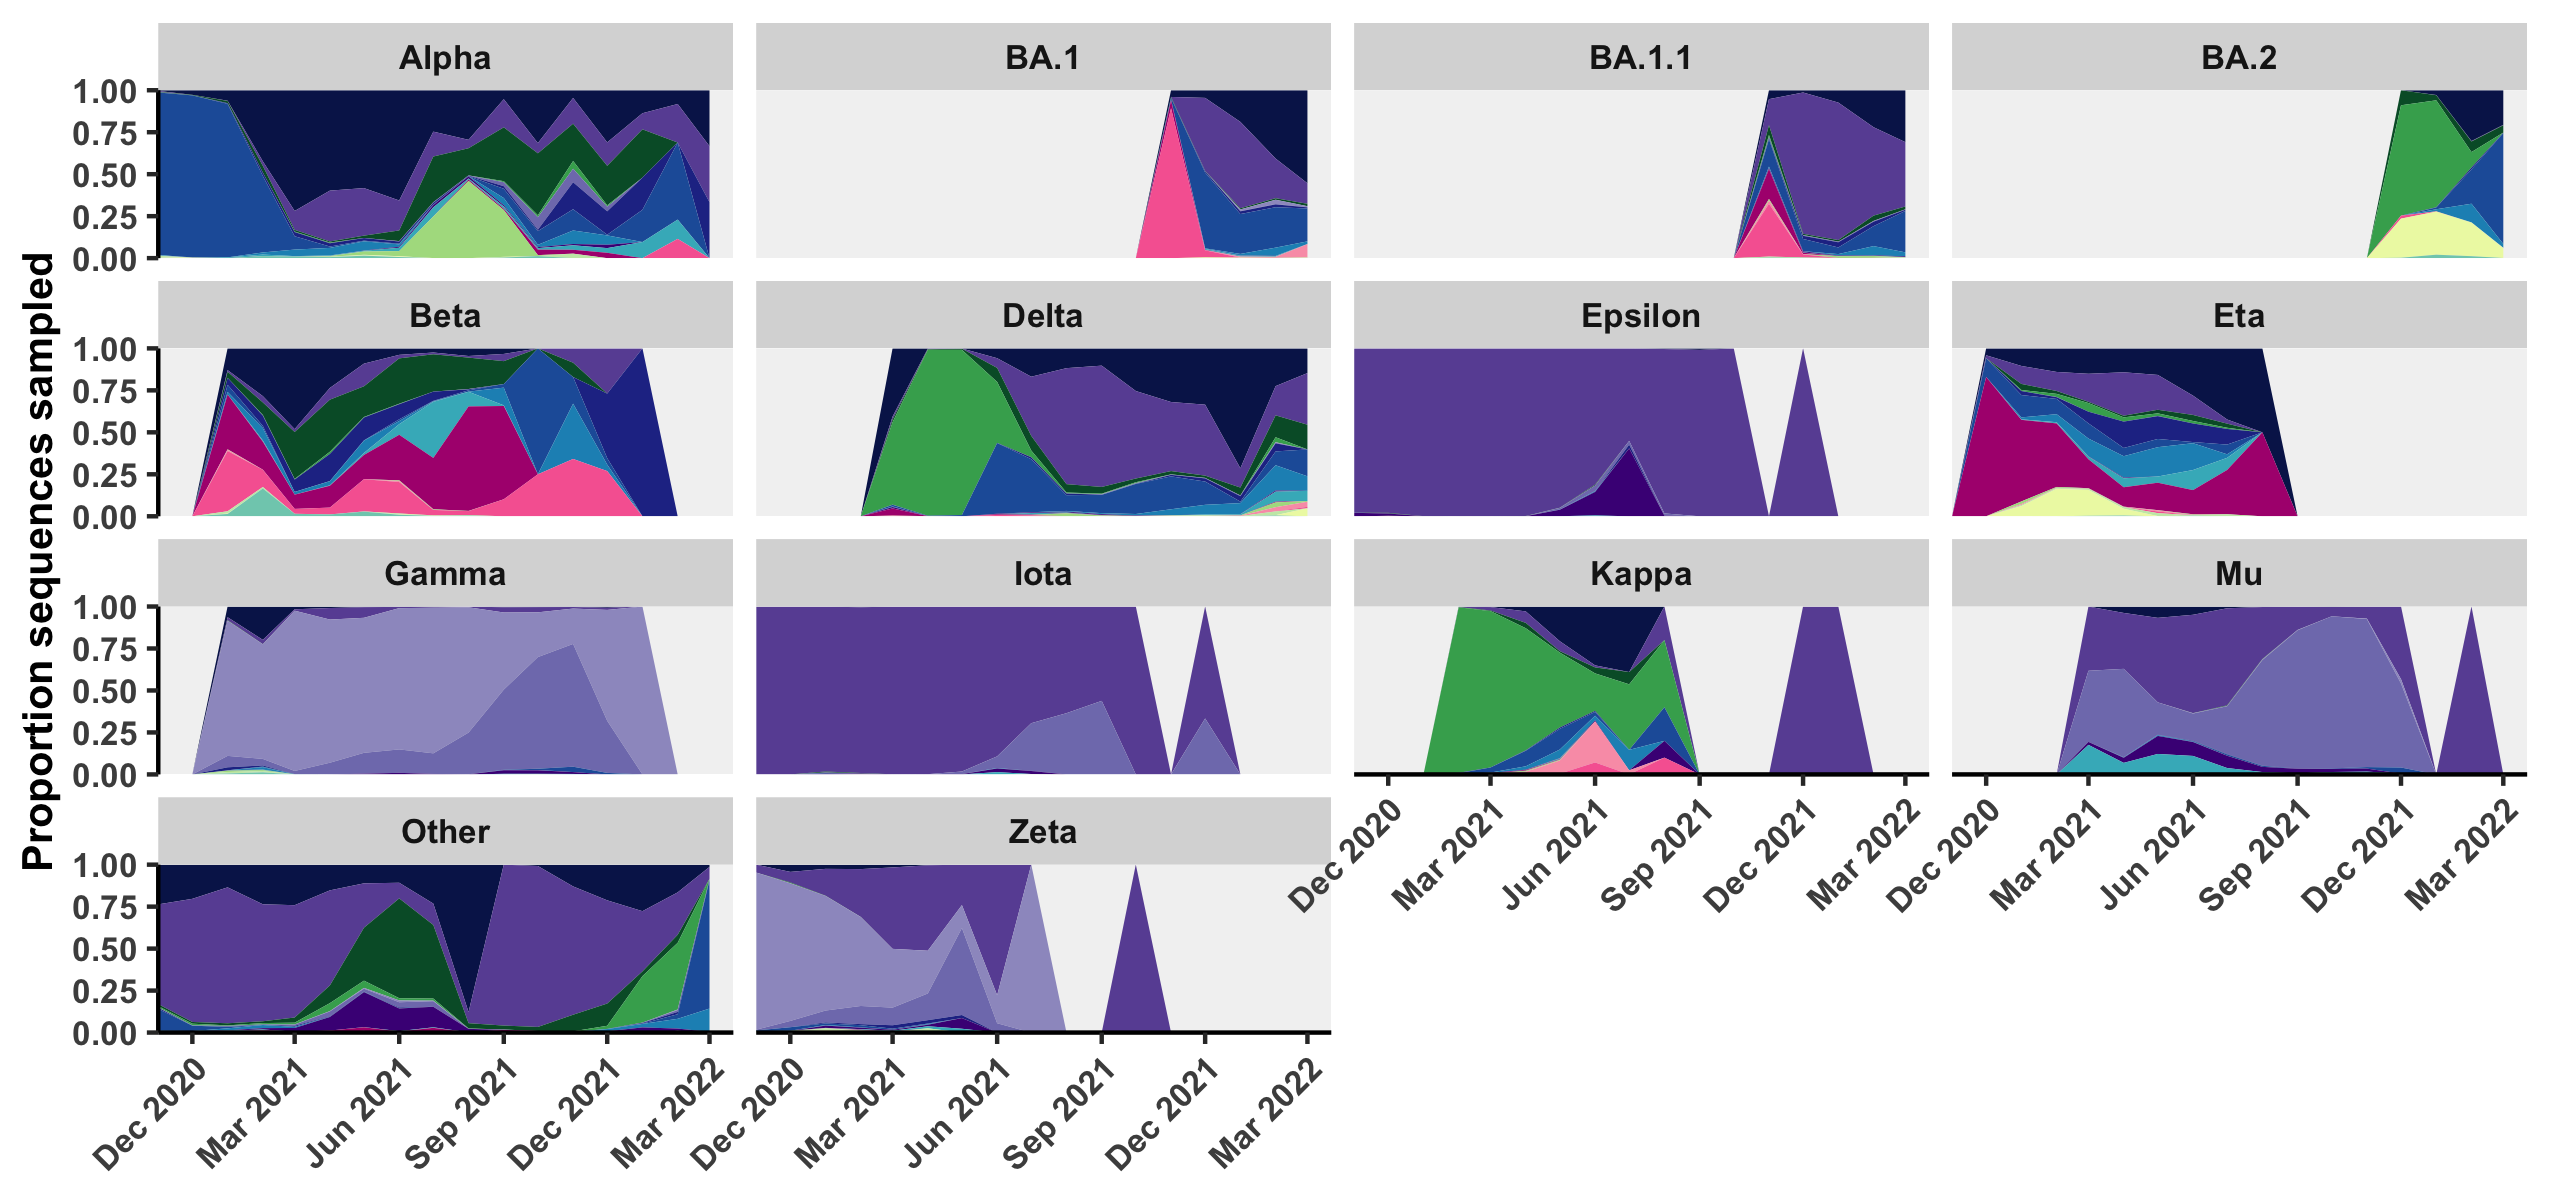 Proportion sequences sampled
Alpha
BA.1
BA.1.1
BA.2
1.00
0.75
0.50
0.25
0.00
Beta
Delta
Epsilon
Eta
1.00
0.75
0.50
0.25
0.00
Gamma
Iota
Kappa
Mu
1.00
0.75
0.50
0.25
0.00
Dec 2020
Mar 2021
Jun 2021
Sep 2021
Dec 2021
Mar 2022
Dec 2020
Mar 2021
Jun 2021
Sep 2021
Dec 2021
Mar 2022
Other
Zeta
1.00
0.75
0.50
0.25
0.00
Dec 2020
Mar 2021
Jun 2021
Sep 2021
Dec 2021
Mar 2022
Dec 2020
Mar 2021
Jun 2021
Sep 2021
Dec 2021
Mar 2022